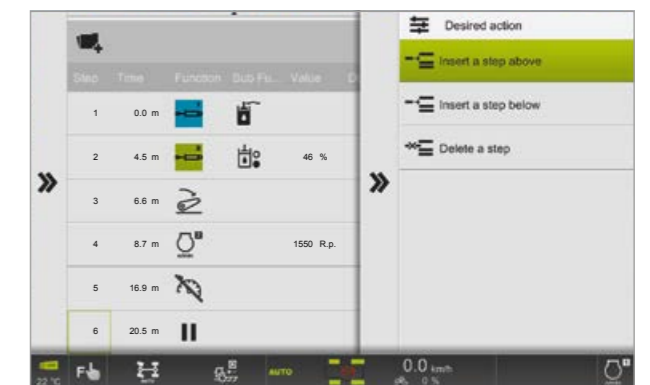 Desired action
Insert a step above
Insert a step below
Delete a step
Step Time Function Sub Fu... Value D
1 0.0 m
2 4.5 m 46 %
3 6.6 m
4 8.7 m 1550 R.p.
5 16.9 m
6 20.5 m
22 °C F AUTO 0.0 km/h
0 %